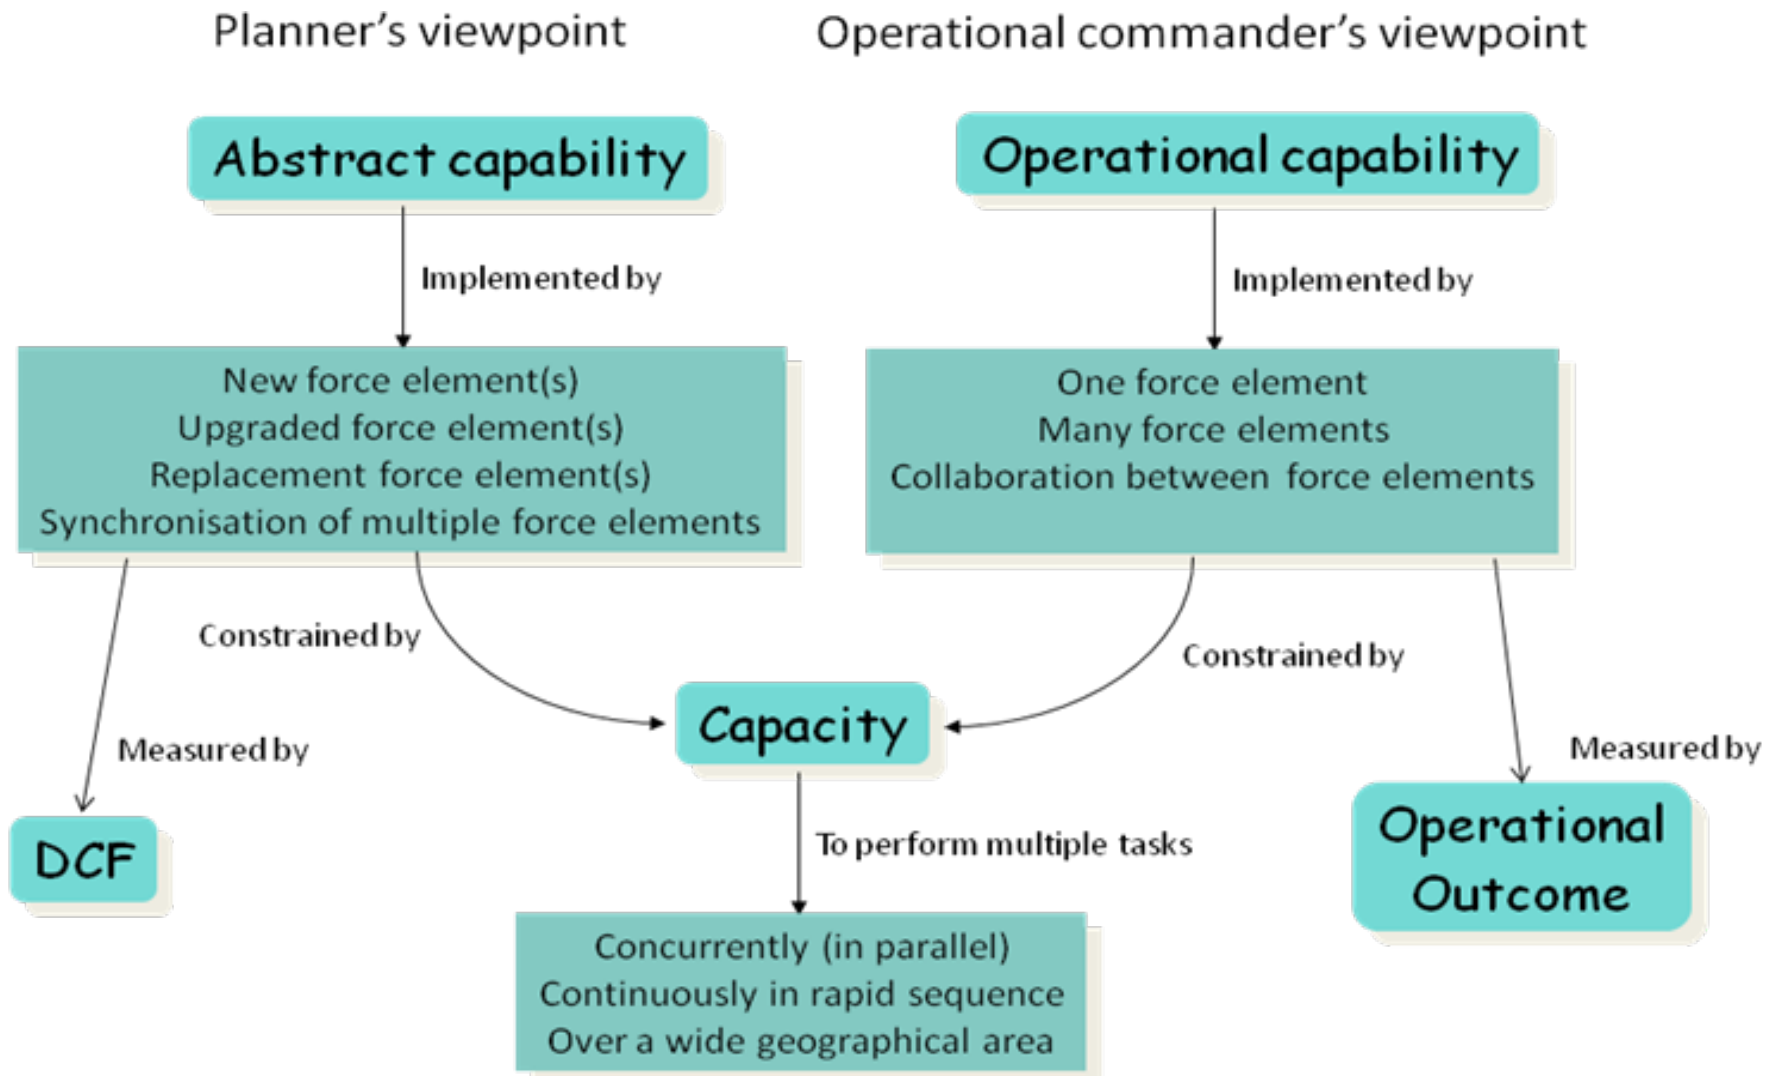 Planner’s viewpoint
Operational commander’s viewpoint
Abstract capability
Operational capability
Implemented by
Implemented by
New force element(s)
Upgraded force element(s)
Replacement force element(s)
Synchronisation of multiple force elements
One force element
Many force elements
Collaboration between force elements
Constrained by
Constrained by
Capacity
Measured by
Measured by
DCF
Operational
Outcome
To perform multiple tasks
Concurrently (in parallel)
Continuously in rapid sequence
Over a wide geographical area